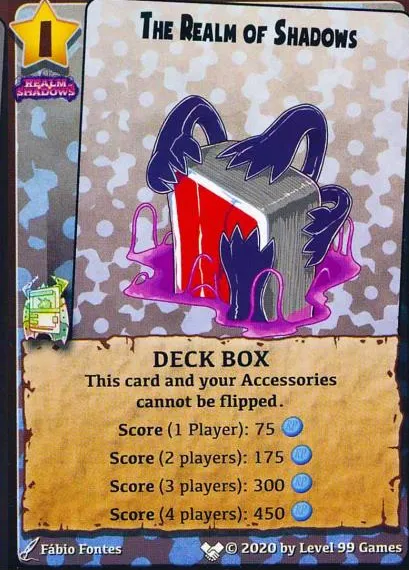 1
THE REALM OF SHADOWS
REALM OF
SHADOWS
DECK BOX
This card and your Accessories
cannot be flipped.
Score (1 Player): 75
Score (2 players): 175
Score (3 players): 300
Score (4 players): 450
Fábio Fontes
© 2020 by Level 99 Games